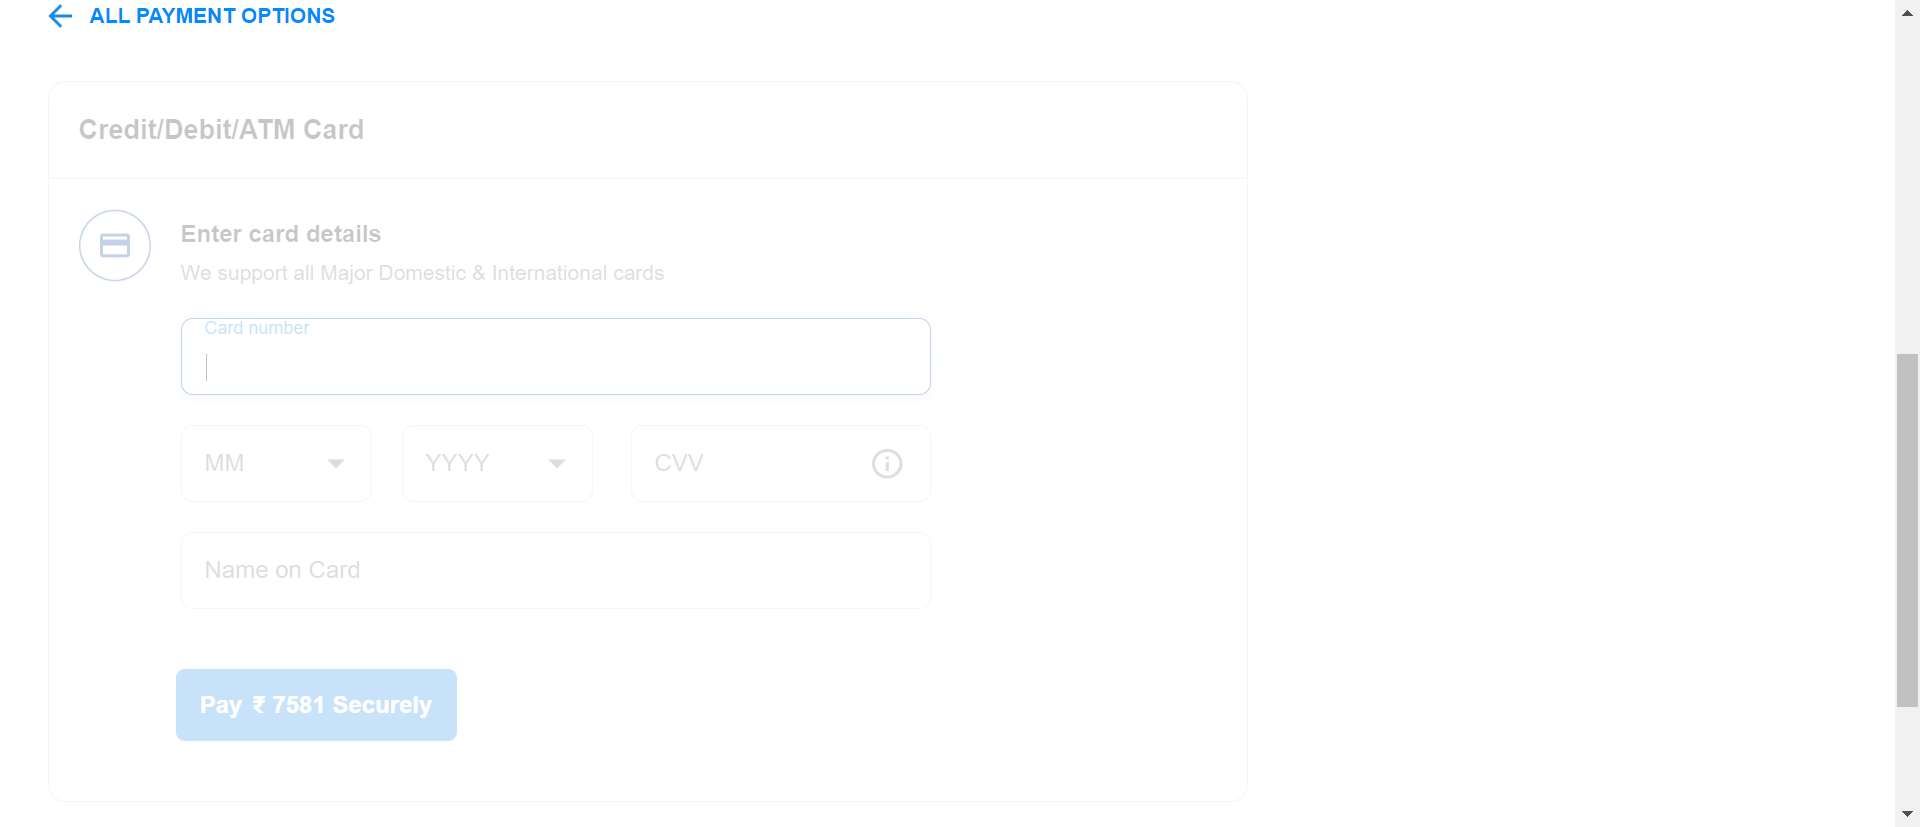 ALL PAYMENT OPTIONS
Credit/Debit/ATM Card
Enter card details
We support all Major Domestic & International cards
Card number
MM YYYY CVV
Name on Card
Pay ₹ 7581 Securely